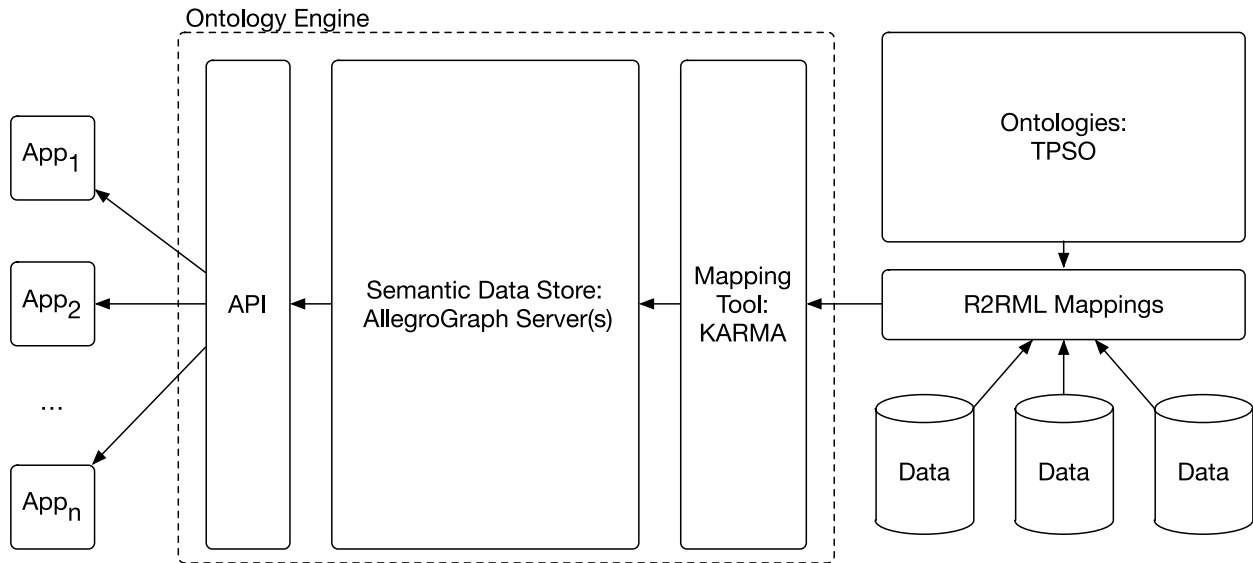 Ontology Engine
App1
App2
...
Appn
API
Semantic Data Store:
AllegroGraph Server(s)
Mapping
Tool:
KARMA
Ontologies:
TPSO
R2RML Mappings
Data
Data
Data